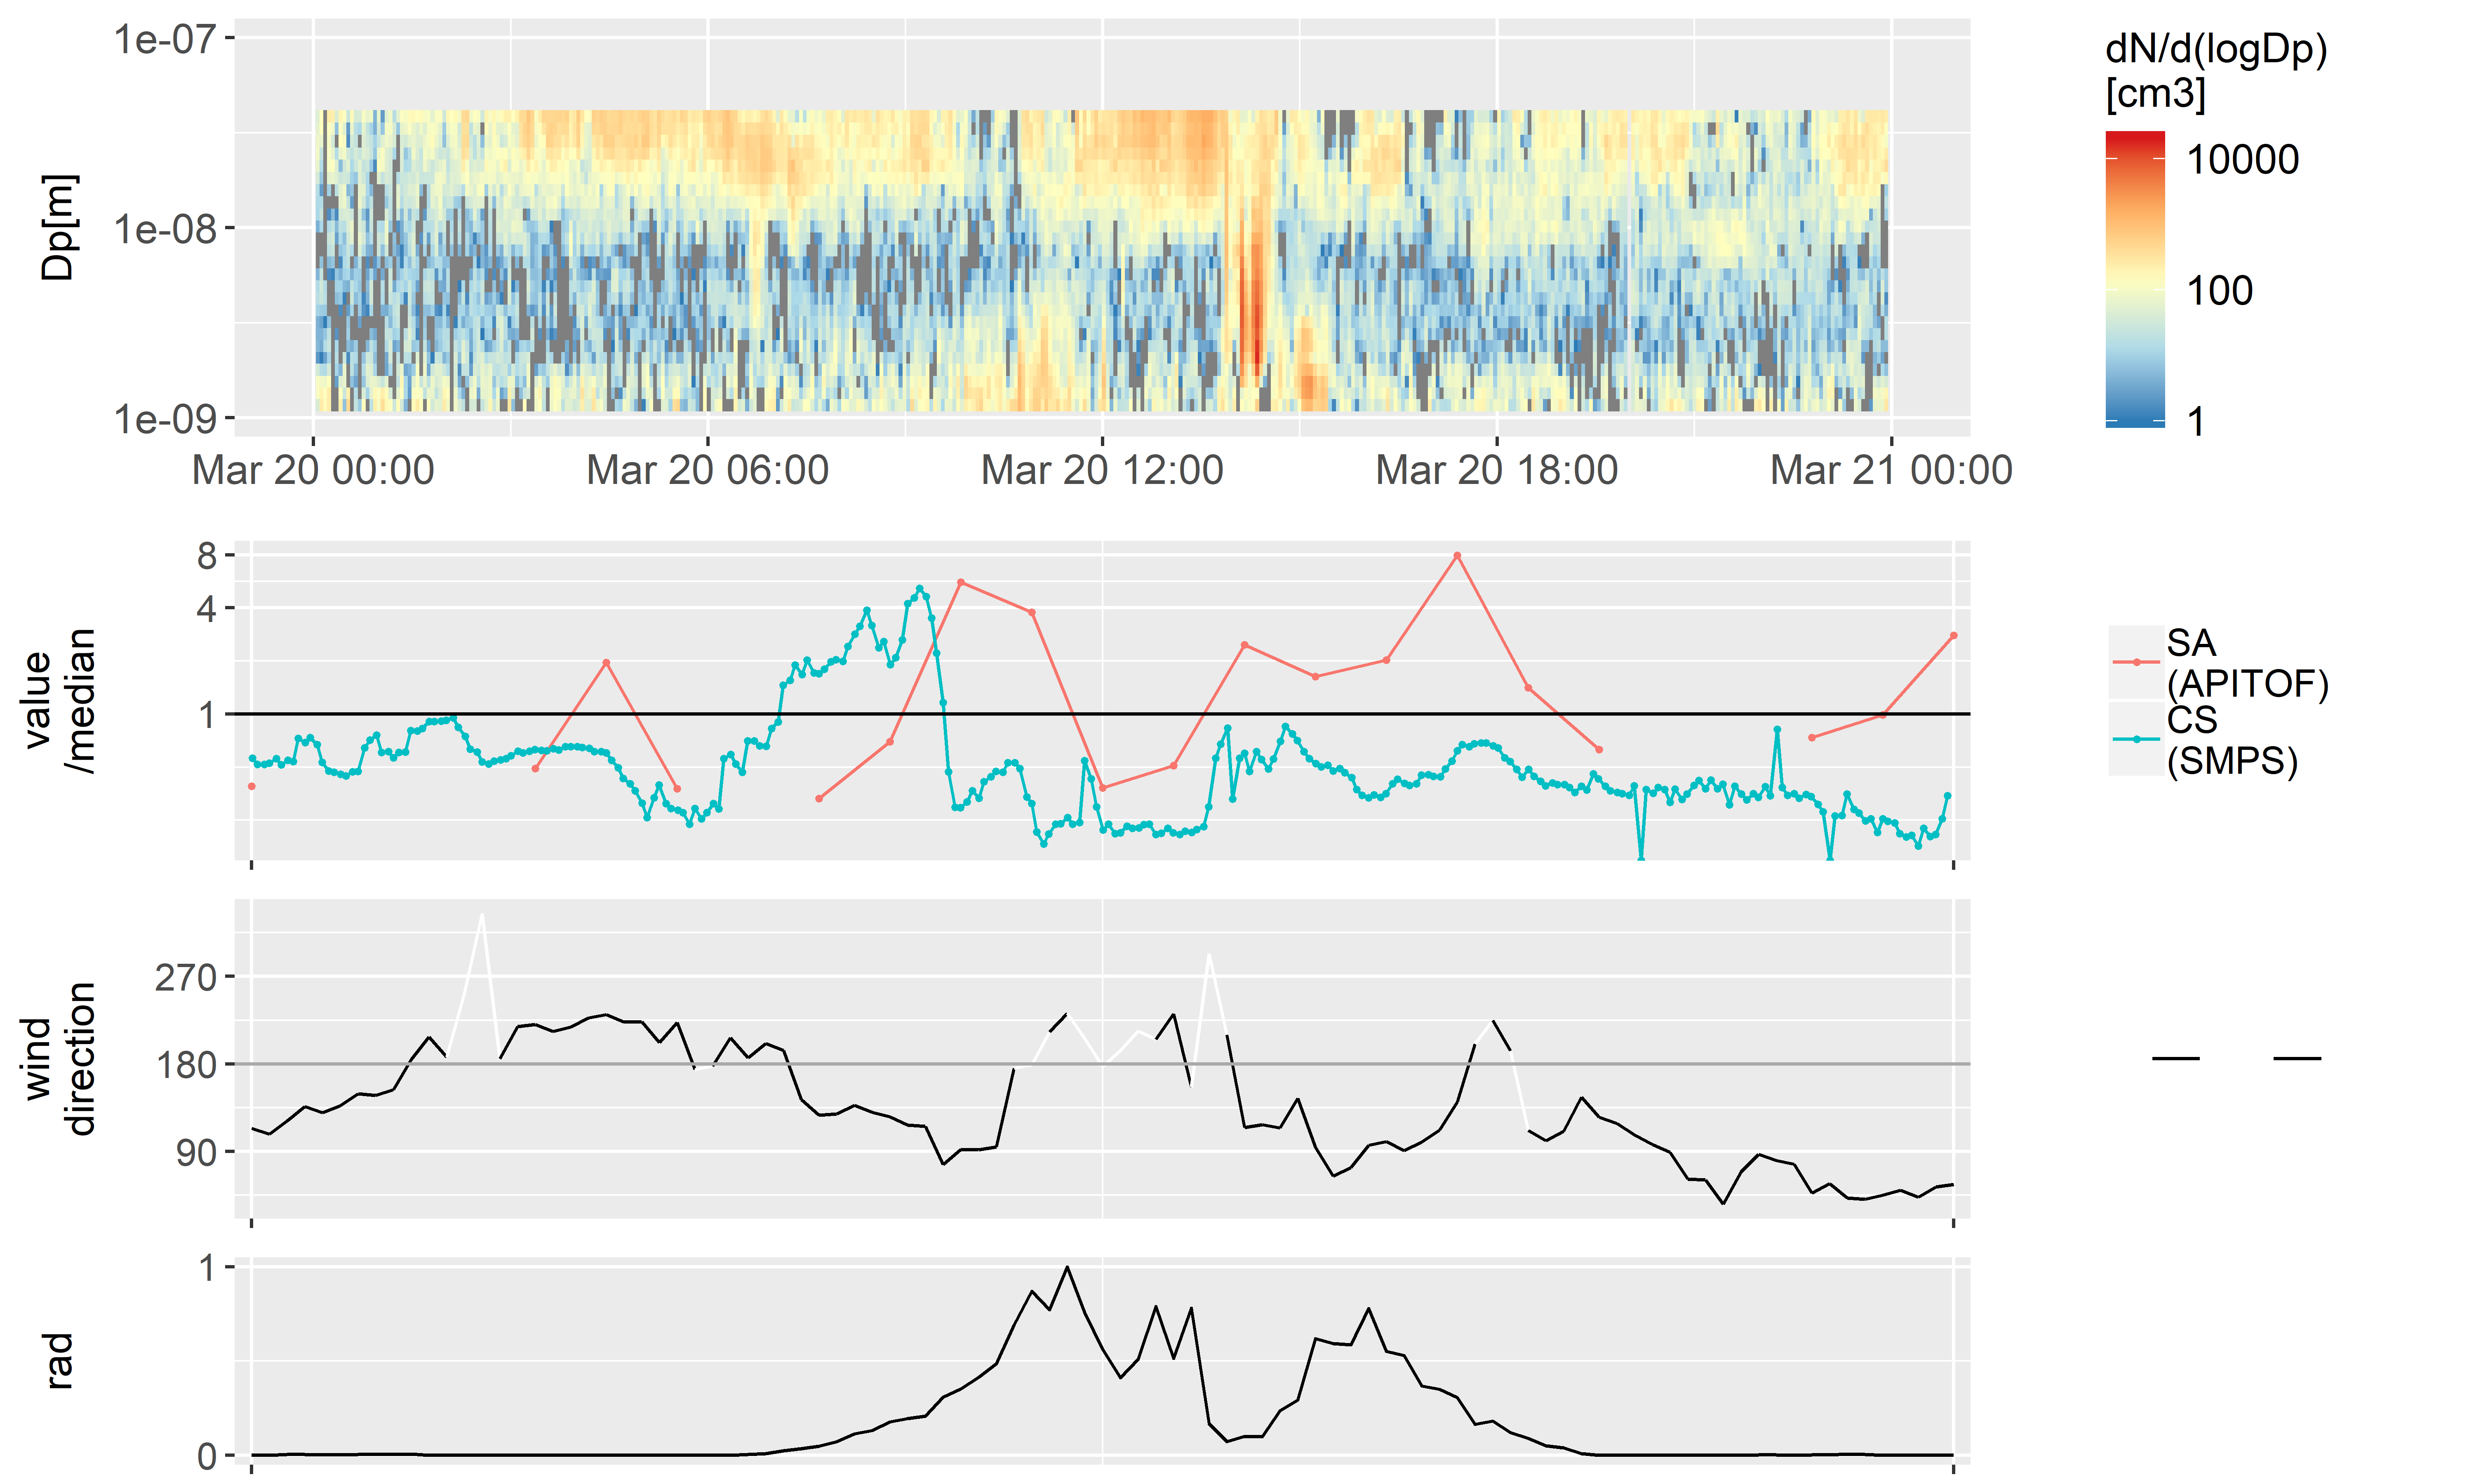 1e-07
1e-08
1e-09
Dp[m]
Mar 20 00:00
Mar 20 06:00
Mar 20 12:00
Mar 20 18:00
Mar 21 00:00
dN/d(logDp)
[cm3]
10000
100
1
8
4
1
value
/median
SA
(APITOF)
CS
(SMPS)
270
180
90
wind
direction
1
0
rad